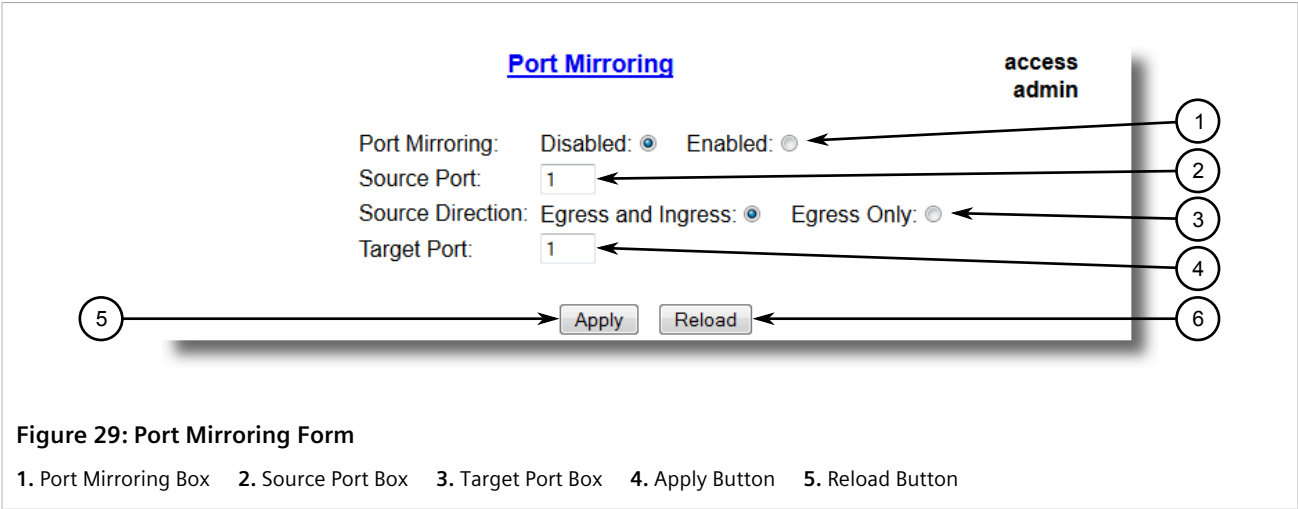 Port Mirroring
access
admin
Port Mirroring: Disabled: Enabled:
1
Source Port: 1
2
Source Direction: Egress and Ingress: Egress Only:
3
Target Port: 1
4
5
Apply Reload
6
Figure 29: Port Mirroring Form
1. Port Mirroring Box 2. Source Port Box 3. Target Port Box 4. Apply Button 5. Reload Button